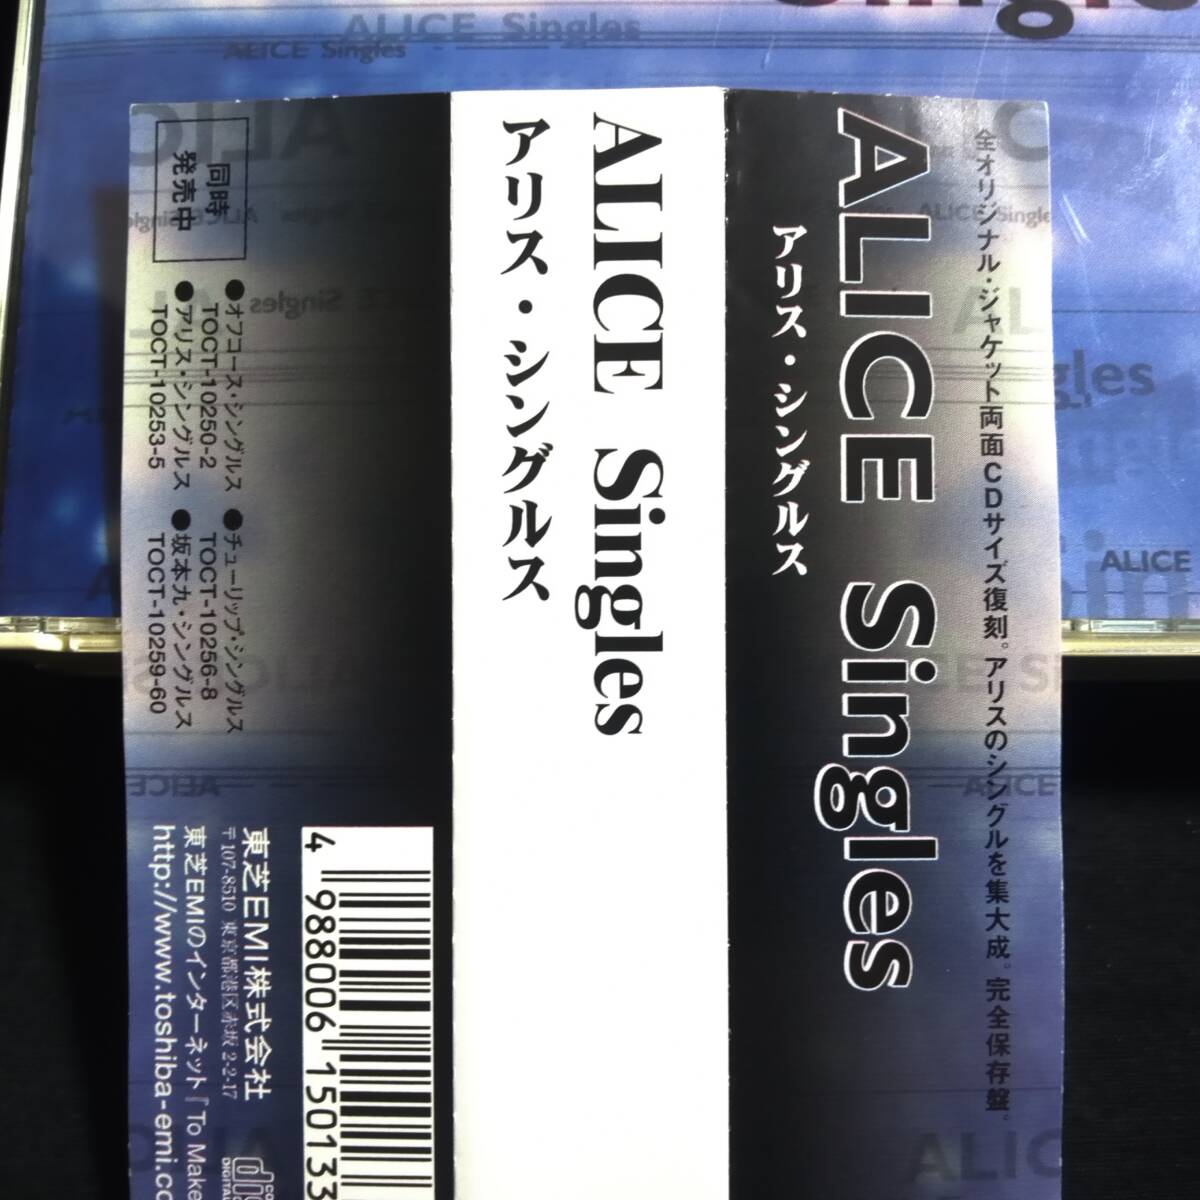 ALICE Singles
ALICE Singles
Singles
全オリジナル・ジャケット両面CDサイズ復刻。アリスのシングルを集大成。完全保存盤。
ALICE Singles
アリス・シングルス
ALICE Singles
アリス・シングルス
同時
発売中
●オフコース・シングルス
TOCT-10250-2
●アリス・シングルス
TOCT-10253-5
●チューリップ・シングルス
TOCT-10256-8
●坂本九・シングルス
TOCT-10259-60
4 988006 150133
東芝EMI株式会社
〒107-8510 東京都港区赤坂2-2-17
東芝EMIのインターネット『To Make
http://www.toshiba-emi.co
ALICE